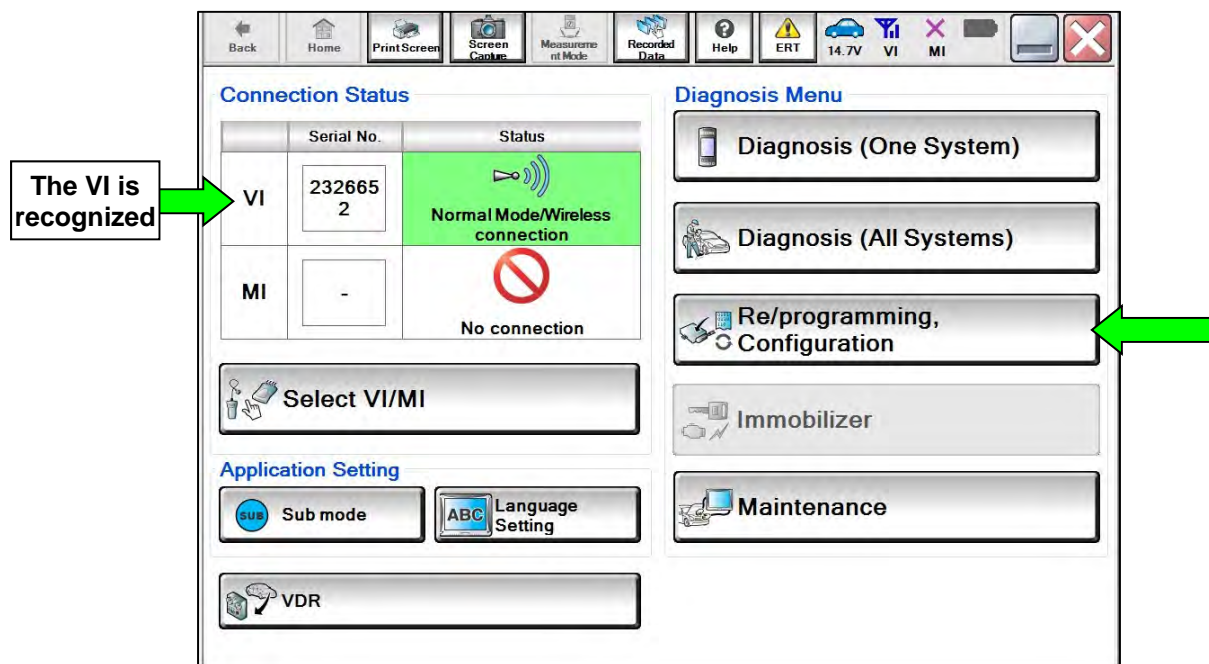 Back
Home
Print Screen
Screen
Capture
Measureme
nt Mode
Recorded
Data
?
Help
ERT
14.7V
VI
MI
Connection Status
Serial No.
Status
The VI is
recognized
VI
232665
2
Normal Mode/Wireless
connection
MI
-
No connection
Select VI/MI
Application Setting
SUB
Sub mode
ABC
Language
Setting
VDR
Diagnosis Menu
Diagnosis (One System)
Diagnosis (All Systems)
Re/programming,
Configuration
Immobilizer
Maintenance